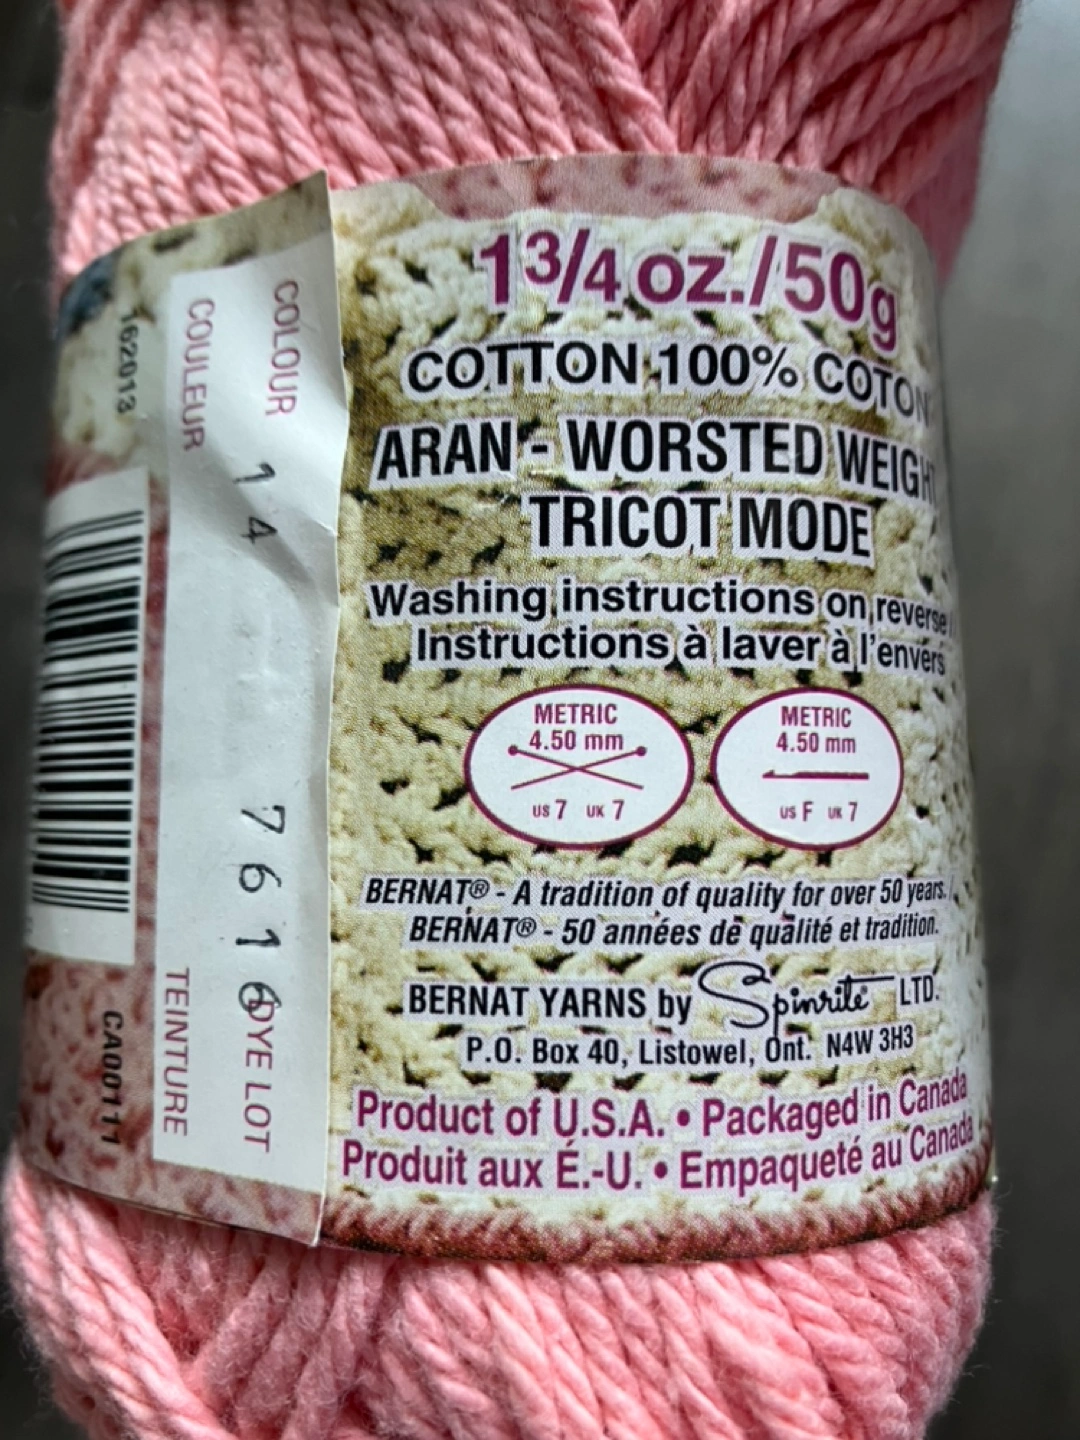 1 3/4 oz./50g
COTTON 100% COTON
ARAN - WORSTED WEIGH
TRICOT MODE
Washing instructions on reverse/
Instructions à laver à l'envers
METRIC
4.50 mm
US 7 UK 7
METRIC
4.50 mm
US F UK 7
BERNAT® - A tradition of quality for over 50 years. /
BERNAT® - 50 années de qualité et tradition.
BERNAT YARNS by Spinrite LTD.
P.O. Box 40, Listowel, Ont. N4W 3H3
Product of U.S.A. • Packaged in Canada
Produit aux É.-U. • Empaqueté au Canada
COLOUR 14 7616 DYE LOT
COULEUR TEINTURE
162013
CA00111